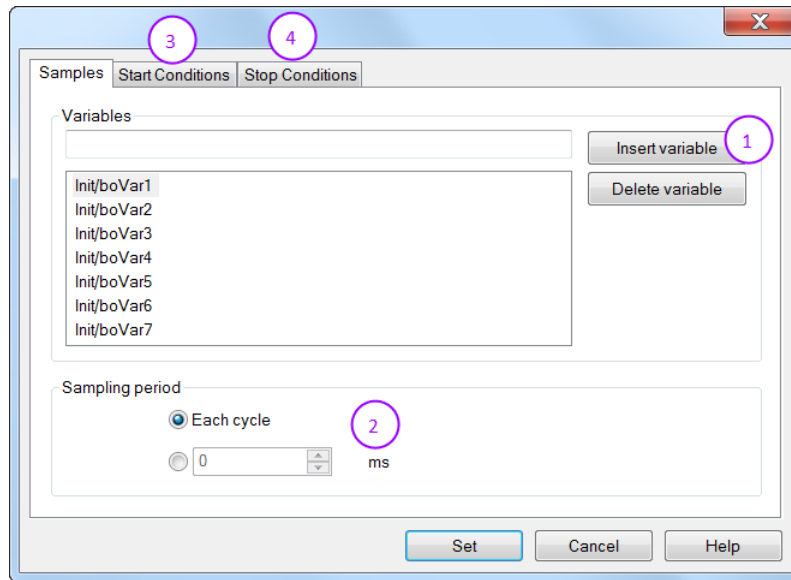 3
4
Samples
Start Conditions
Stop Conditions
Variables
Insert variable
1
Delete variable
Init/boVar1
Init/boVar2
Init/boVar3
Init/boVar4
Init/boVar5
Init/boVar6
Init/boVar7
Sampling period
Each cycle
2
0
ms
Set
Cancel
Help